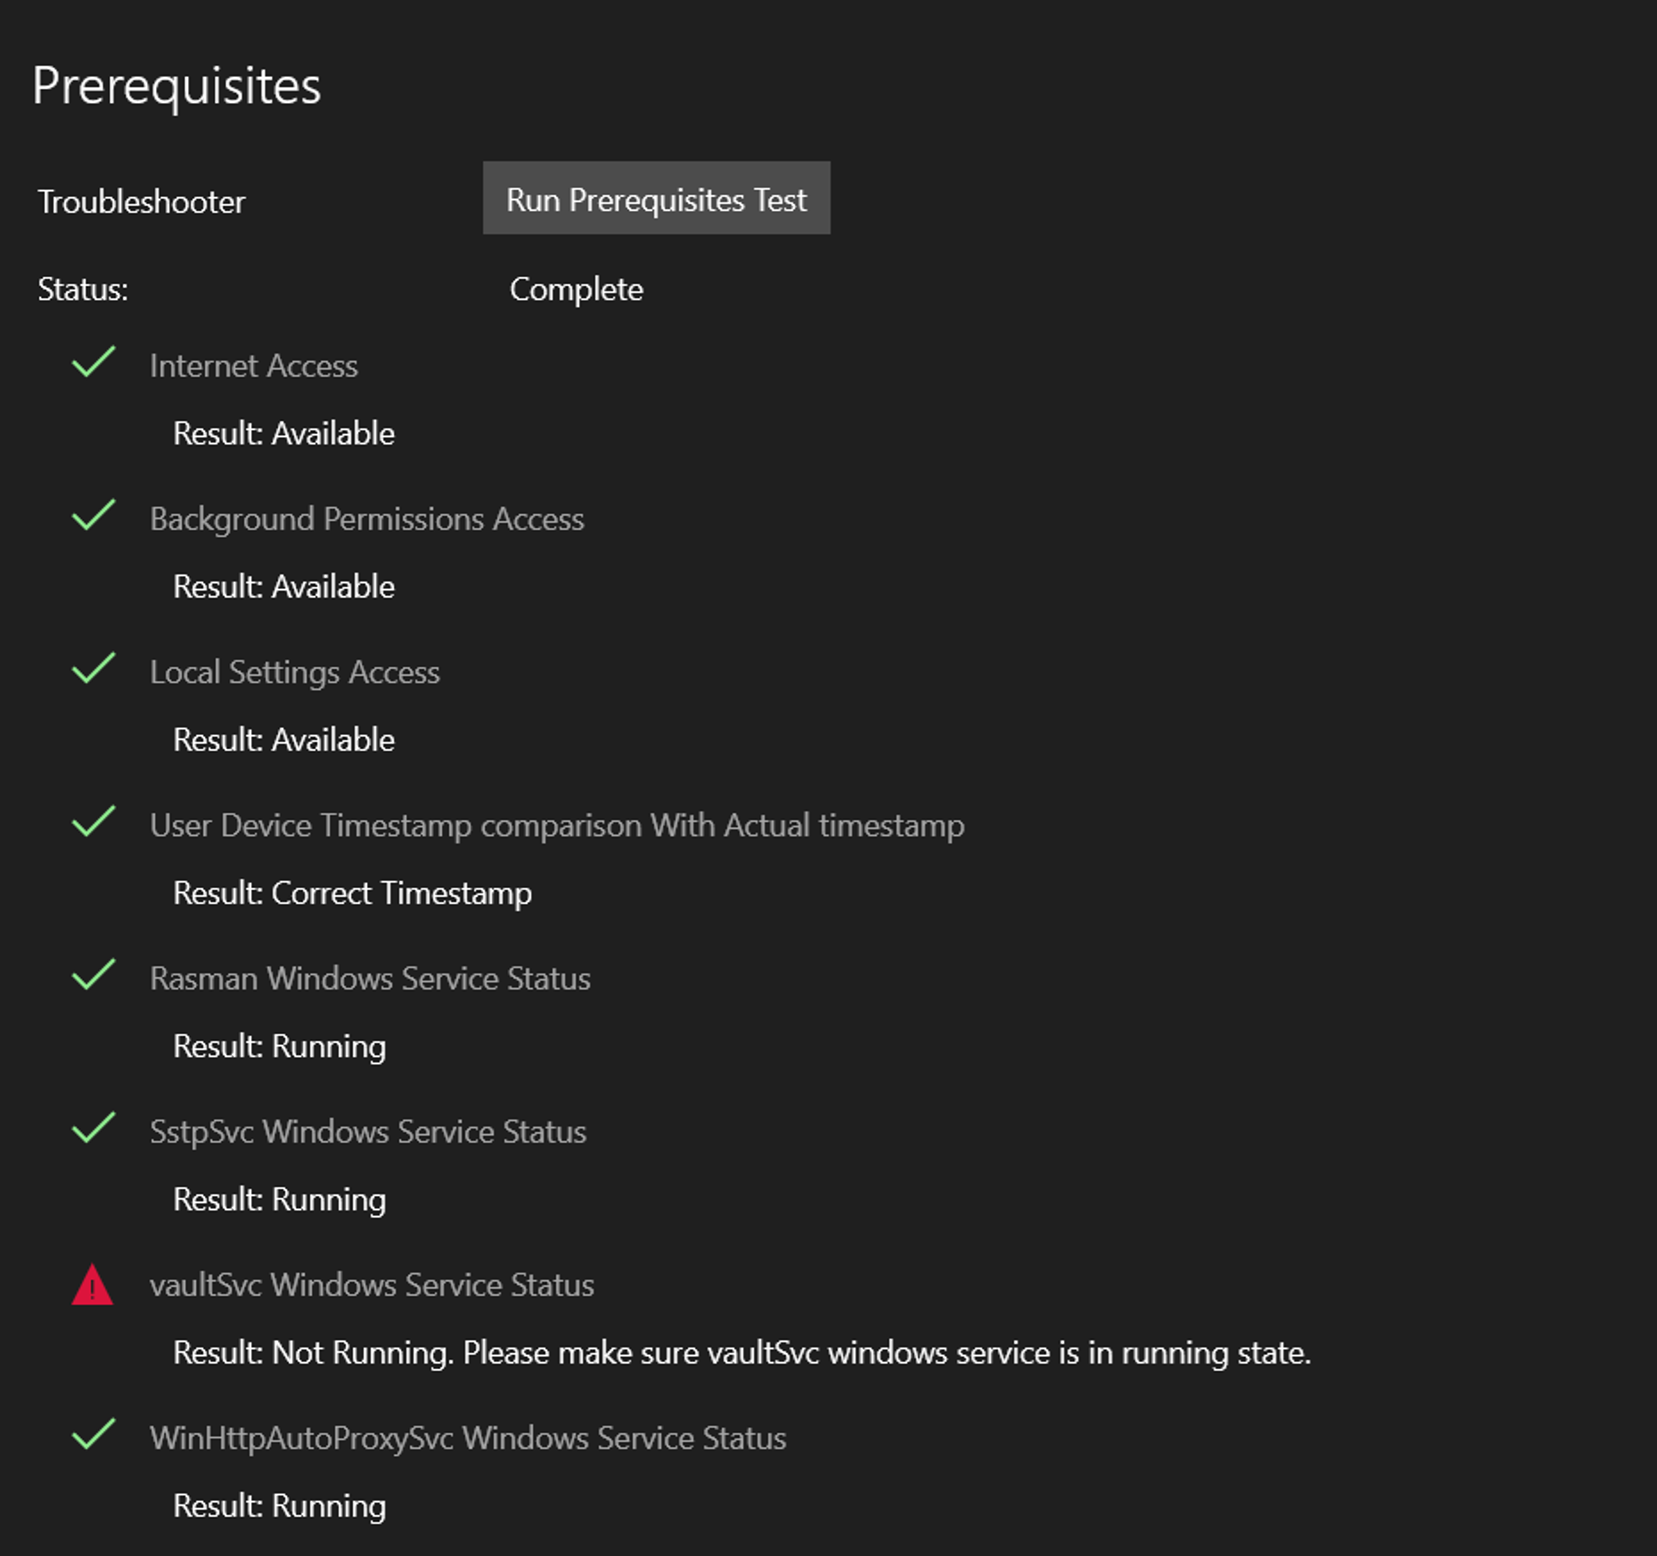 Prerequisites
Troubleshooter
Run Prerequisites Test
Status:
Complete
Internet Access
Result: Available
Background Permissions Access
Result: Available
Local Settings Access
Result: Available
User Device Timestamp comparison With Actual timestamp
Result: Correct Timestamp
Rasman Windows Service Status
Result: Running
SstpSvc Windows Service Status
Result: Running
vaultSvc Windows Service Status
Result: Not Running. Please make sure vaultSvc windows service is in running state.
WinHttpAutoProxySvc Windows Service Status
Result: Running